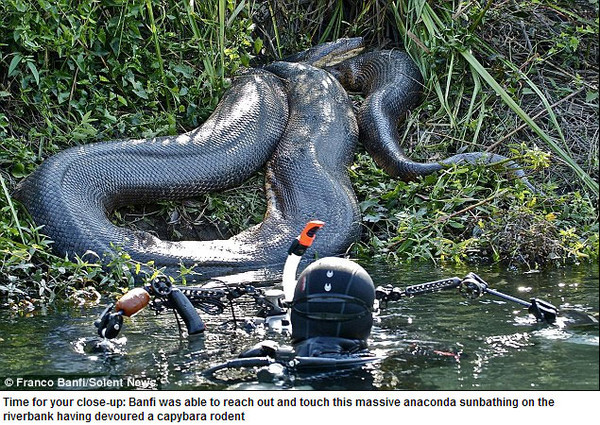 © Franco Banfi/Solent News
Time for your close-up: Banfi was able to reach out and touch this massive anaconda sunbathing on the
riverbank having devoured a capybara rodent